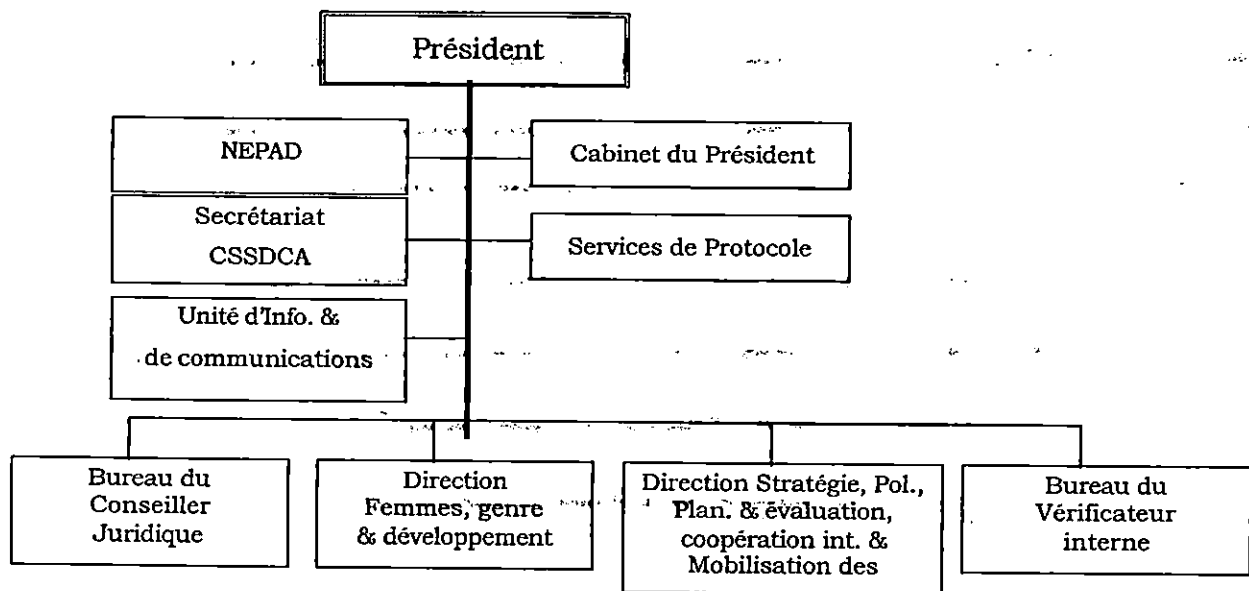 Président
NEPAD
Cabinet du Président
Secrétariat
CSSDCA
Services de Protocole
Unité d'Info. &
de communications
Bureau du
Conseiller
Juridique
Direction
Femmes, genre
& développement
Direction Stratégie, Pol.,
Plan. & évaluation,
coopération int. &
Mobilisation des
Bureau du
Vérificateur
interne